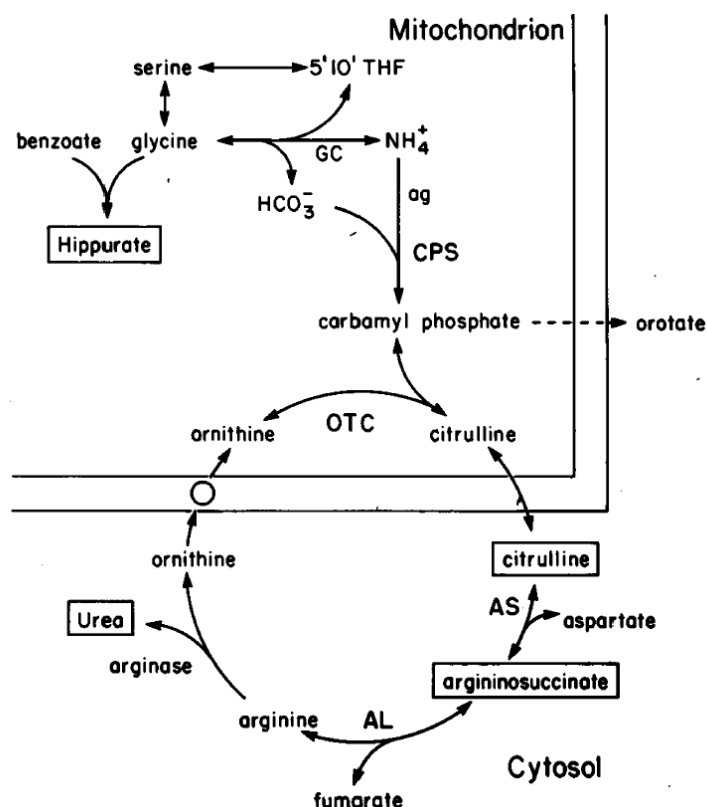 Mitochondrion
serine
5'10' THF
benzoate
glycine
GC
NH₄⁺
HCO₃⁻
ag
Hippurate
CPS
carbamyl phosphate
orotate
OTC
ornithine
citrulline
ornithine
citrulline
Urea
AS
aspartate
arginase
argininosuccinate
arginine
AL
Cytosol
fumarate